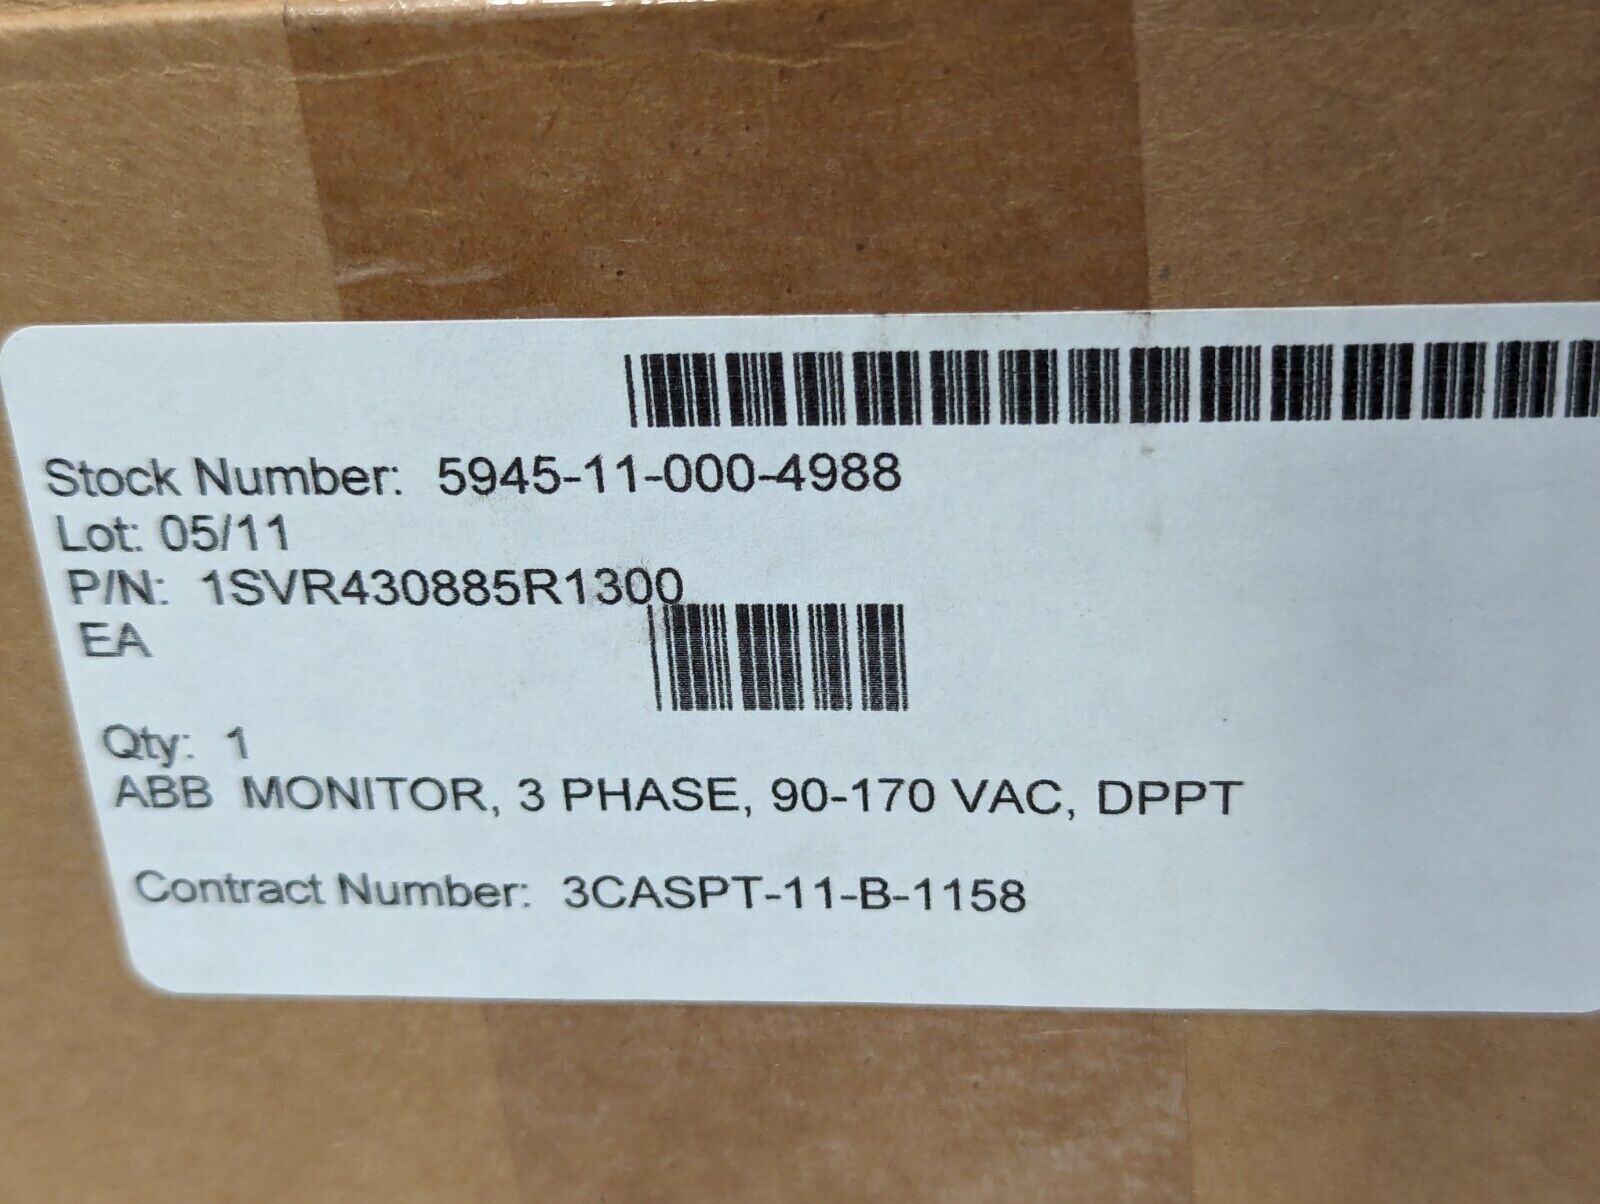 Stock Number: 5945-11-000-4988
Lot: 05/11
P/N: 1SVR430885R1300
EA
Qty: 1
ABB MONITOR, 3 PHASE, 90-170 VAC, DPPT
Contract Number: 3CASPT-11-B-1158